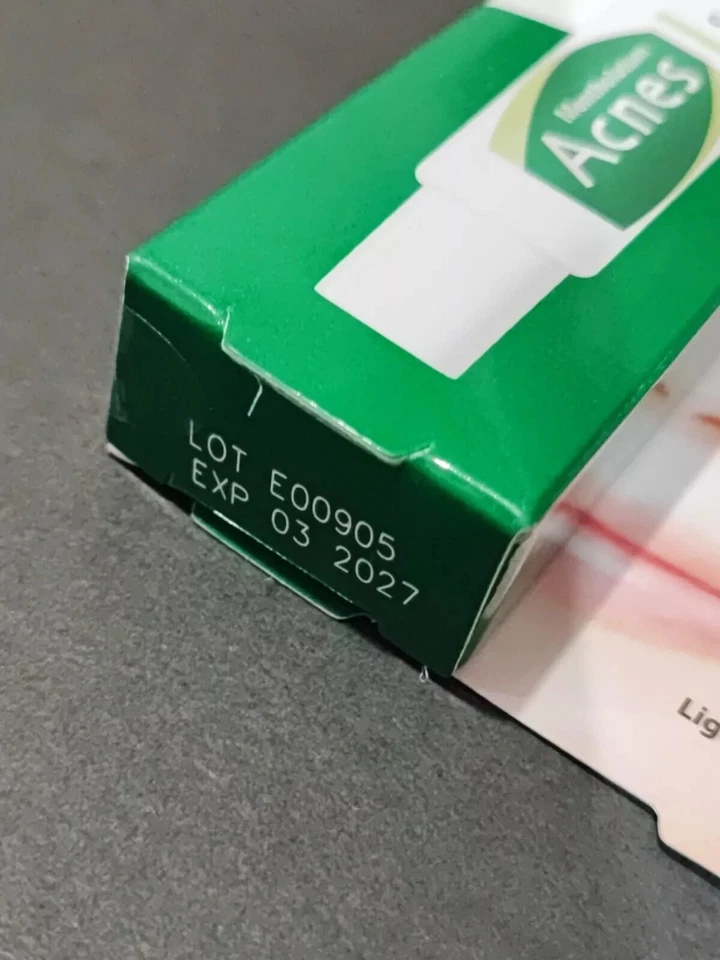 Mentholatum
Acnes
LOT E00905
EXP 03 2027
Lig